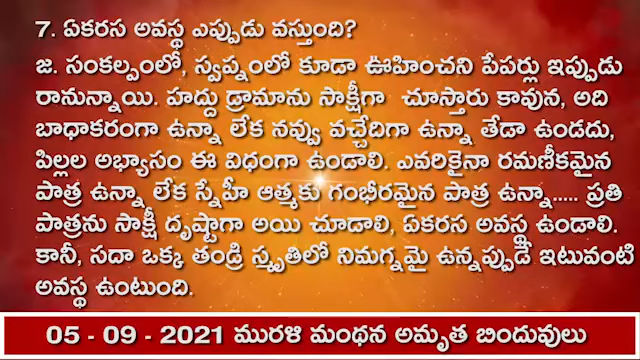 7. ఏకరస అవస్థ ఎప్పుడు వస్తుంది?
జ. సంకల్పంలో, స్వప్నంలో కూడా ఊహించని పేపర్లు ఇప్పుడు
రానున్నాయి. హద్దు డ్రామాను సాక్షీగా చూస్తారు కావున, అది
బాధాకరంగా ఉన్నా లేక నవ్వు వచ్చేదిగా ఉన్నా తేడా ఉండదు,
పిల్లల అభ్యాసం ఈ విధంగా ఉండాలి. ఎవరికైనా రమణీకమైన
పాత్ర ఉన్నా లేక స్నేహీ ఆత్మకు గంభీరమైన పాత్ర ఉన్నా..... ప్రతి
పాత్రను సాక్షీ దృష్టాగా అయి చూడాలి, ఏకరస అవస్థ ఉండాలి.
కానీ, సదా ఒక్క తండ్రి స్మృతిలో నిమగ్నమై ఉన్నప్పుడే ఇటువంటి
అవస్థ ఉంటుంది.
05 - 09 - 2021 మురళి మంథన అమృత బిందువులు